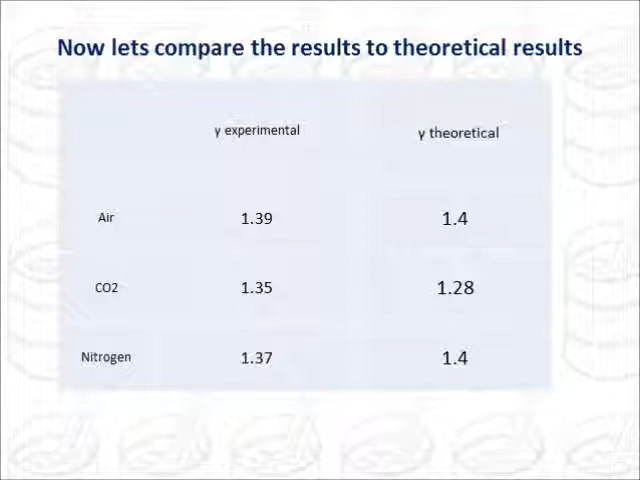 Now lets compare the results to theoretical results
γ experimental γ theoretical
Air 1.39 1.4
CO2 1.35 1.28
Nitrogen 1.37 1.4